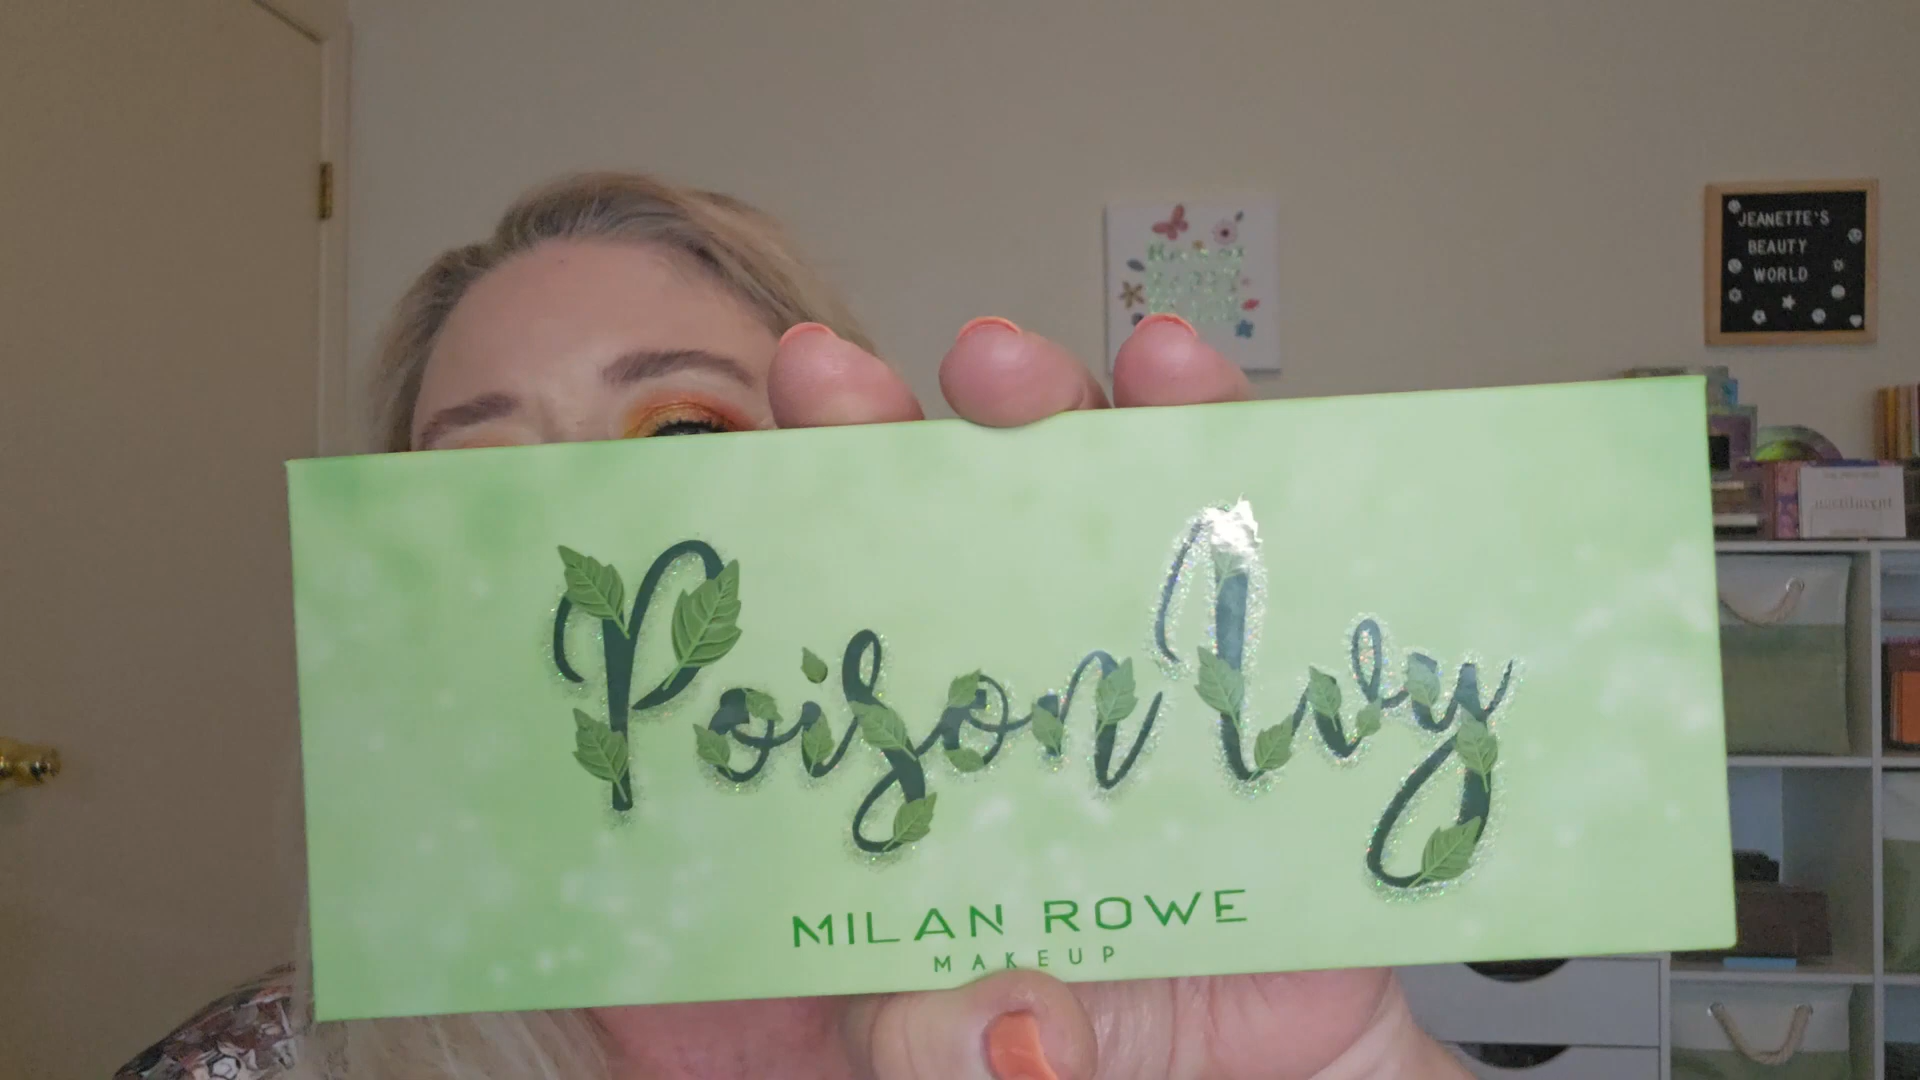 JEANETTE'S
BEAUTY
WORLD
Poison Ivy
MILAN ROWE
MAKEUP